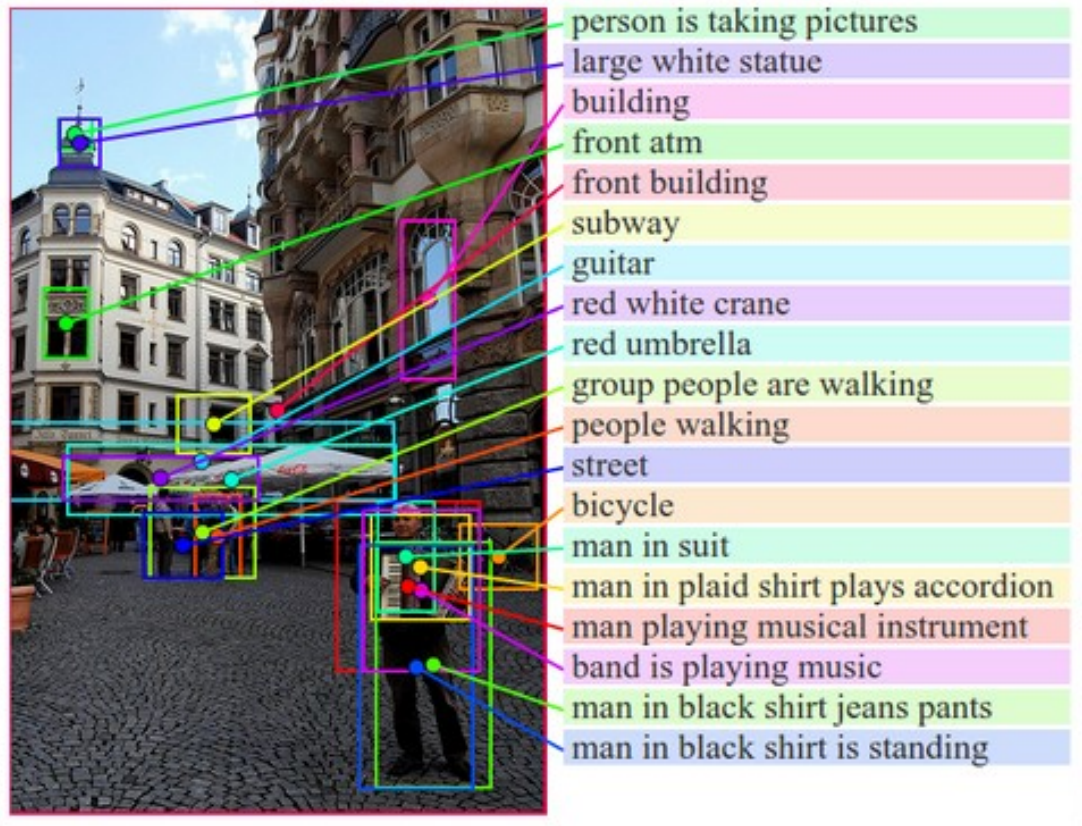 person is taking pictures
large white statue
building
front atm
front building
subway
guitar
red white crane
red umbrella
group people are walking
people walking
street
bicycle
man in suit
man in plaid shirt plays accordion
man playing musical instrument
band is playing music
man in black shirt jeans pants
man in black shirt is standing